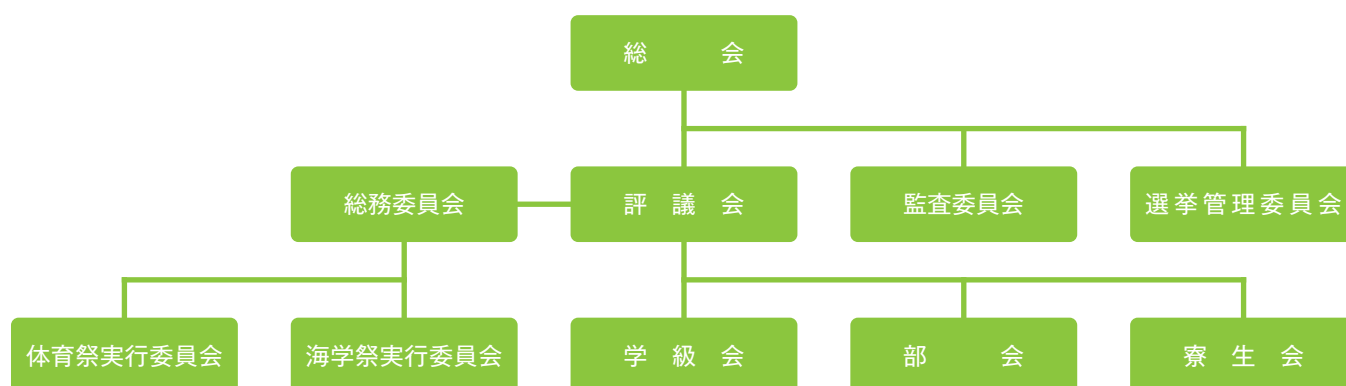 総会
総務委員会
評議会
監査委員会
選挙管理委員会
体育祭実行委員会
海学祭実行委員会
学級会
部会
寮生会